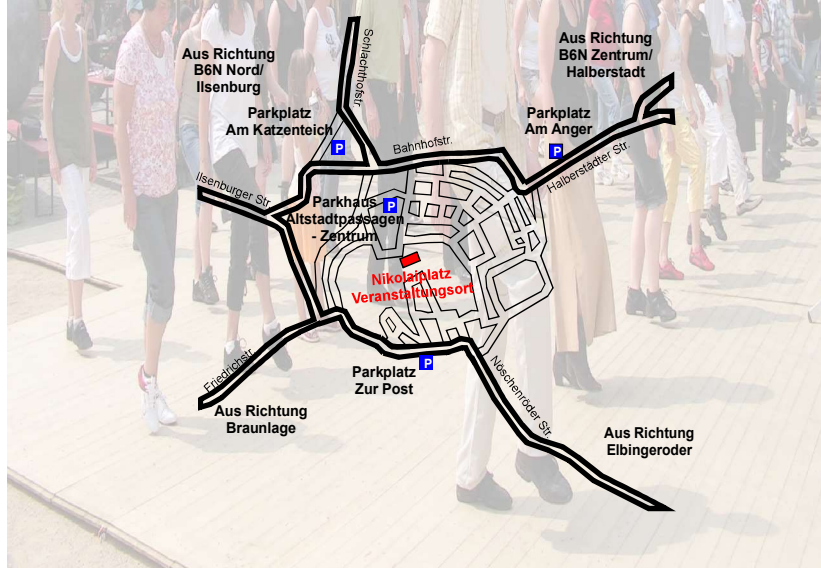 Aus Richtung
B6N Nord/
Ilsenburg
Schlachthofstr.
Aus Richtung
B6N Zentrum/
Halberstadt
Parkplatz
Am Katzenteich
P
Bahnhofstr.
Parkplatz
Am Anger
P
Halberstädter Str.
Ilsenburger Str.
Parkhaus
P
Altstadtpassagen
- Zentrum
Nikolaiplatz
Veranstaltungsort
Friedrichstr.
Parkplatz
Zur Post
P
Nöschenröder Str.
Aus Richtung
Braunlage
Aus Richtung
Elbingeroder